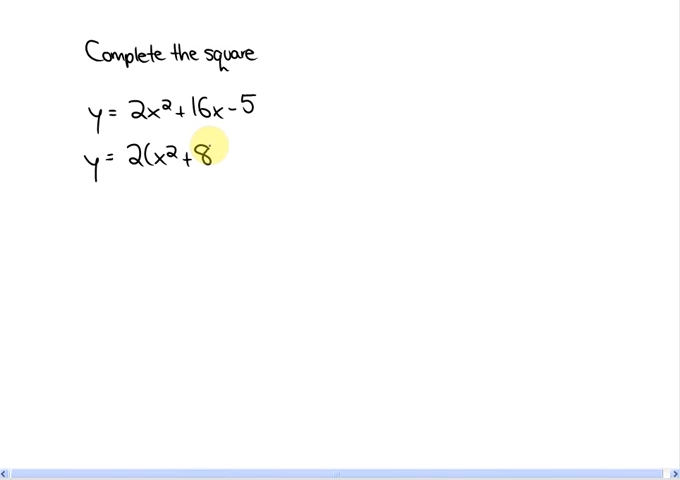 Complete the square
y = 2x² + 16x - 5
y = 2(x² + 8